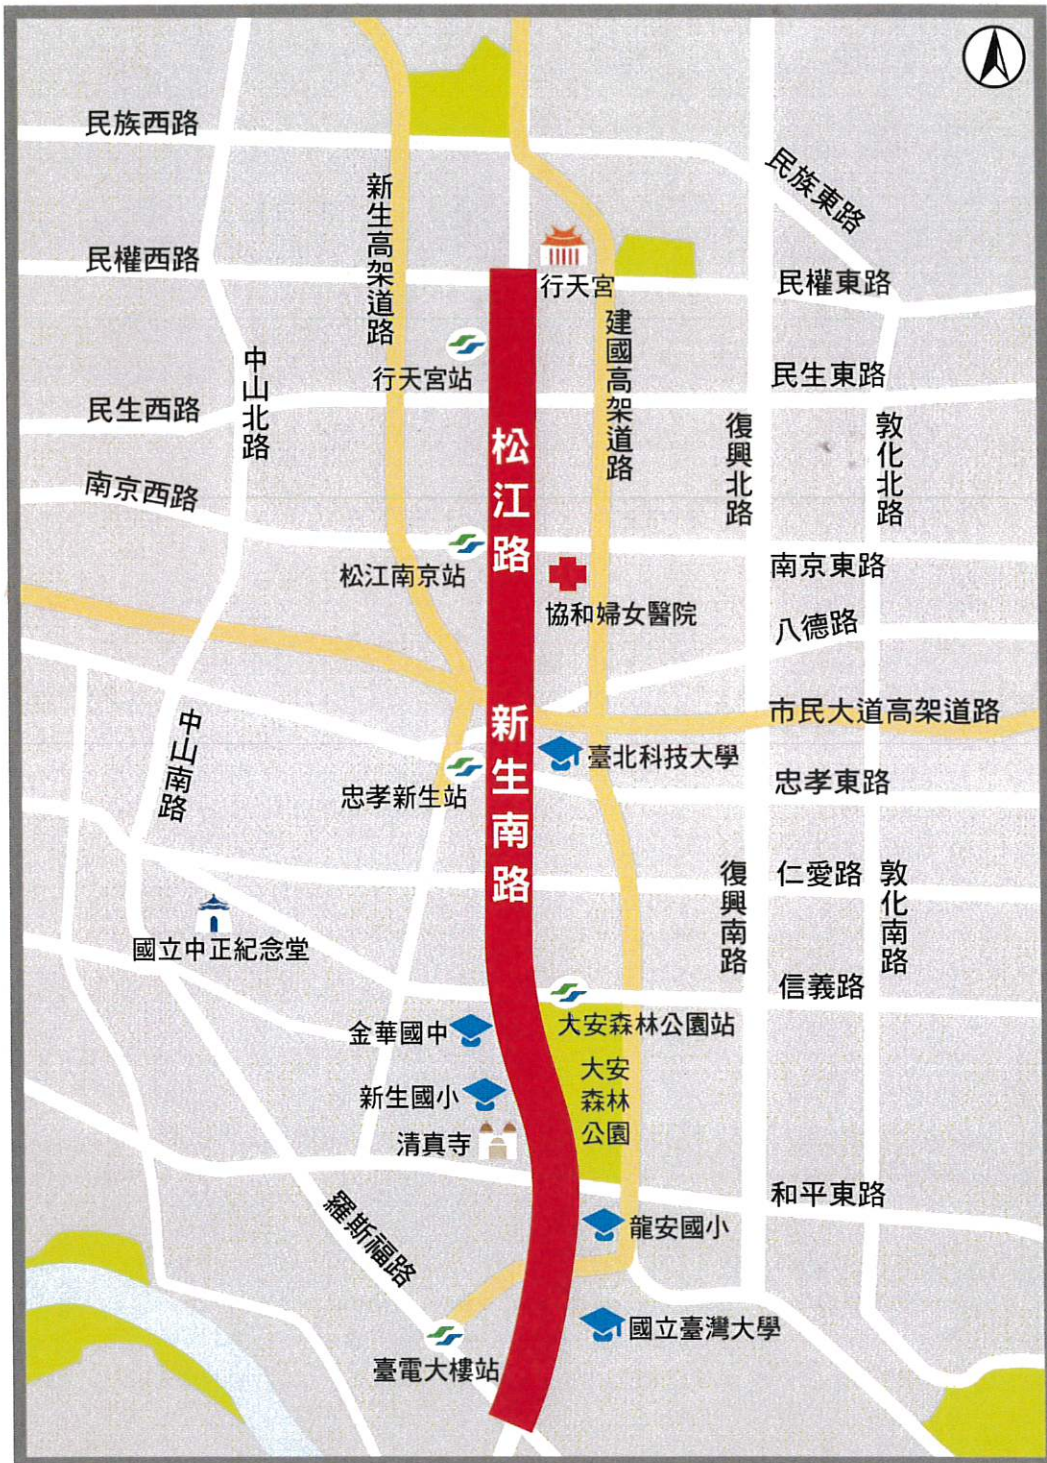 民族西路
新生高架道路
民族東路
民權西路
行天宮
民權東路
建國高架道路
行天宮站
中山北路
民生東路
民生西路
松江路
復興北路
敦化北路
南京西路
松江南京站
南京東路
協和婦女醫院
八德路
新生南路
市民大道高架道路
中山南路
臺北科技大學
忠孝新生站
忠孝東路
復興南路
仁愛路
敦化南路
國立中正紀念堂
信義路
大安森林公園站
金華國中
大安
森林
公園
新生國小
清真寺
和平東路
羅斯福路
龍安國小
國立臺灣大學
臺電大樓站